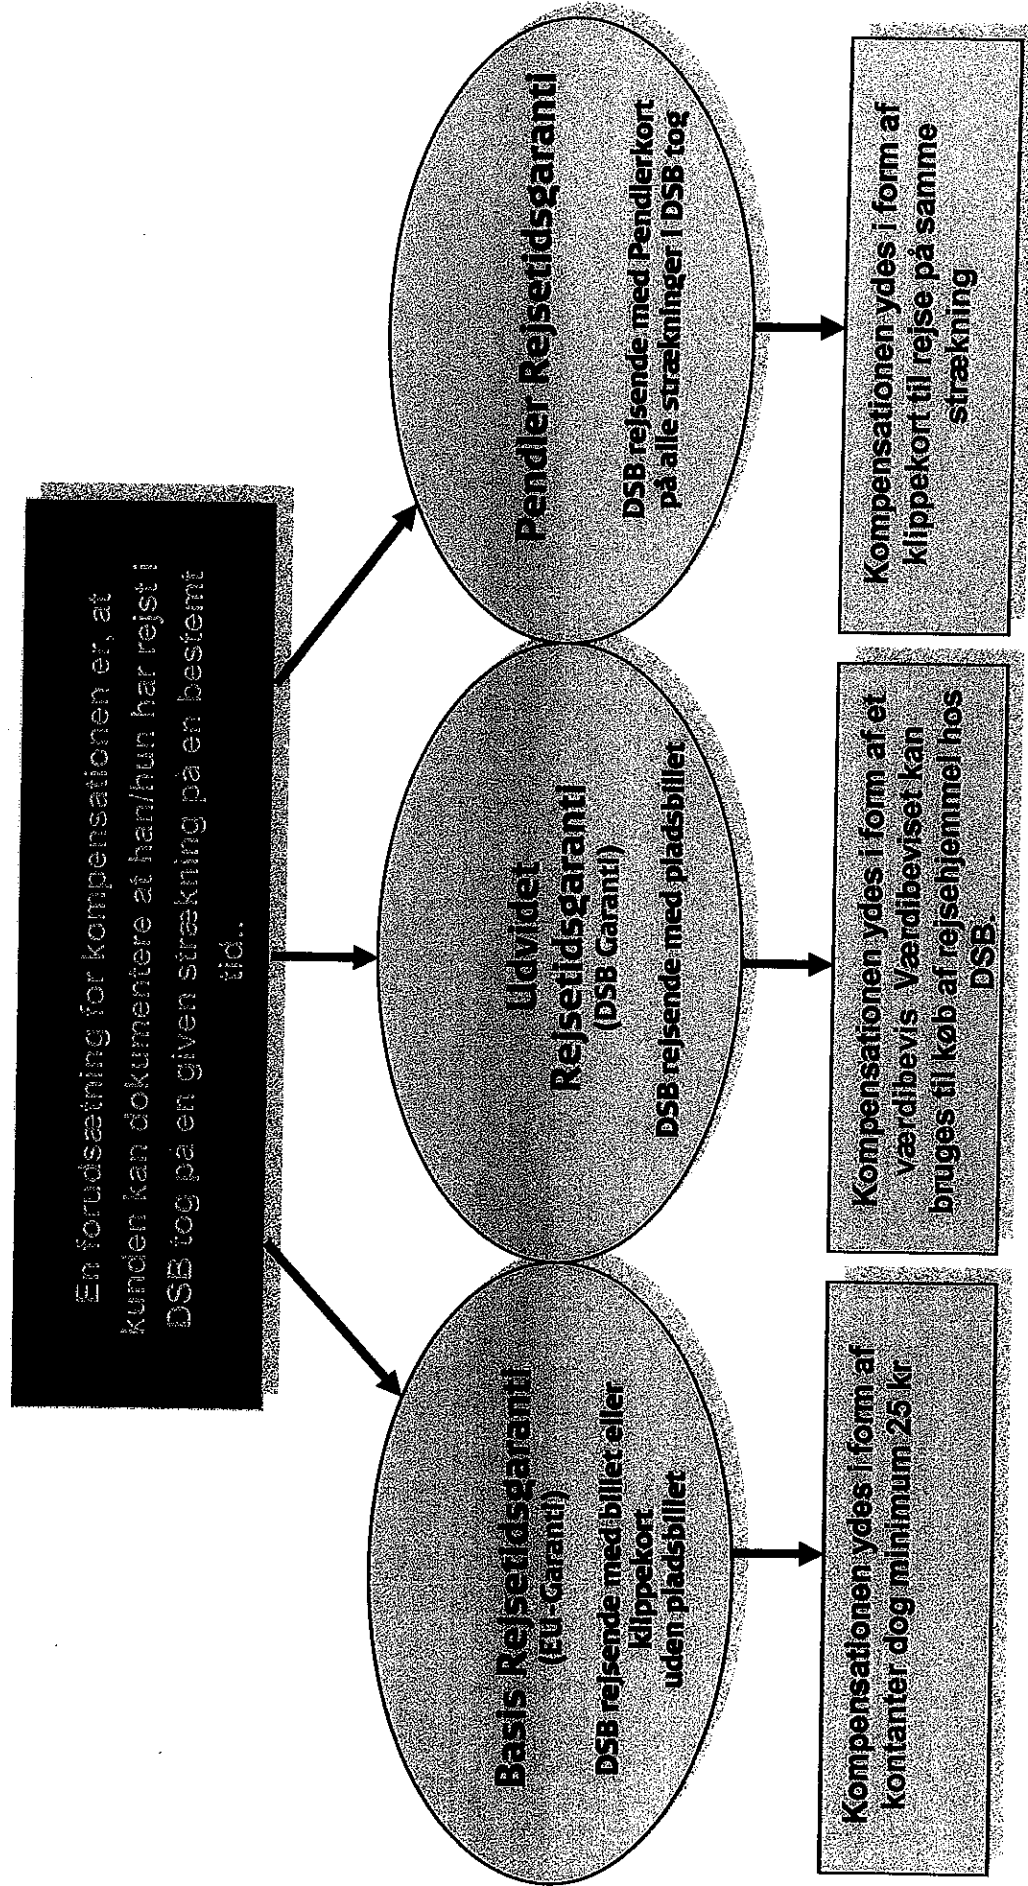 En forudsætning for kompensationen er, at
kunden kan dokumentere at han/hun har rejst i
DSB tog på en given strækning på en bestemt
tid..
Basis Rejsetidsgaranti
(EU-Garanti)
DSB rejsende med billet eller
klippekort
uden pladsbillet
Udvidet
Rejsetidsgaranti
(DSB Garanti)
DSB rejsende med pladsbillet
Pendler Rejsetidsgaranti
DSB rejsende med Pendlerkort
på alle strækninger i DSB tog
Kompensationen ydes i form af
kontanter dog minimum 25 kr
Kompensationen ydes i form af et
værdibevis. Værdibeviset kan
bruges til køb af rejsehjemmel hos
DSB.
Kompensationen ydes i form af
klippekort til rejse på samme
strækning